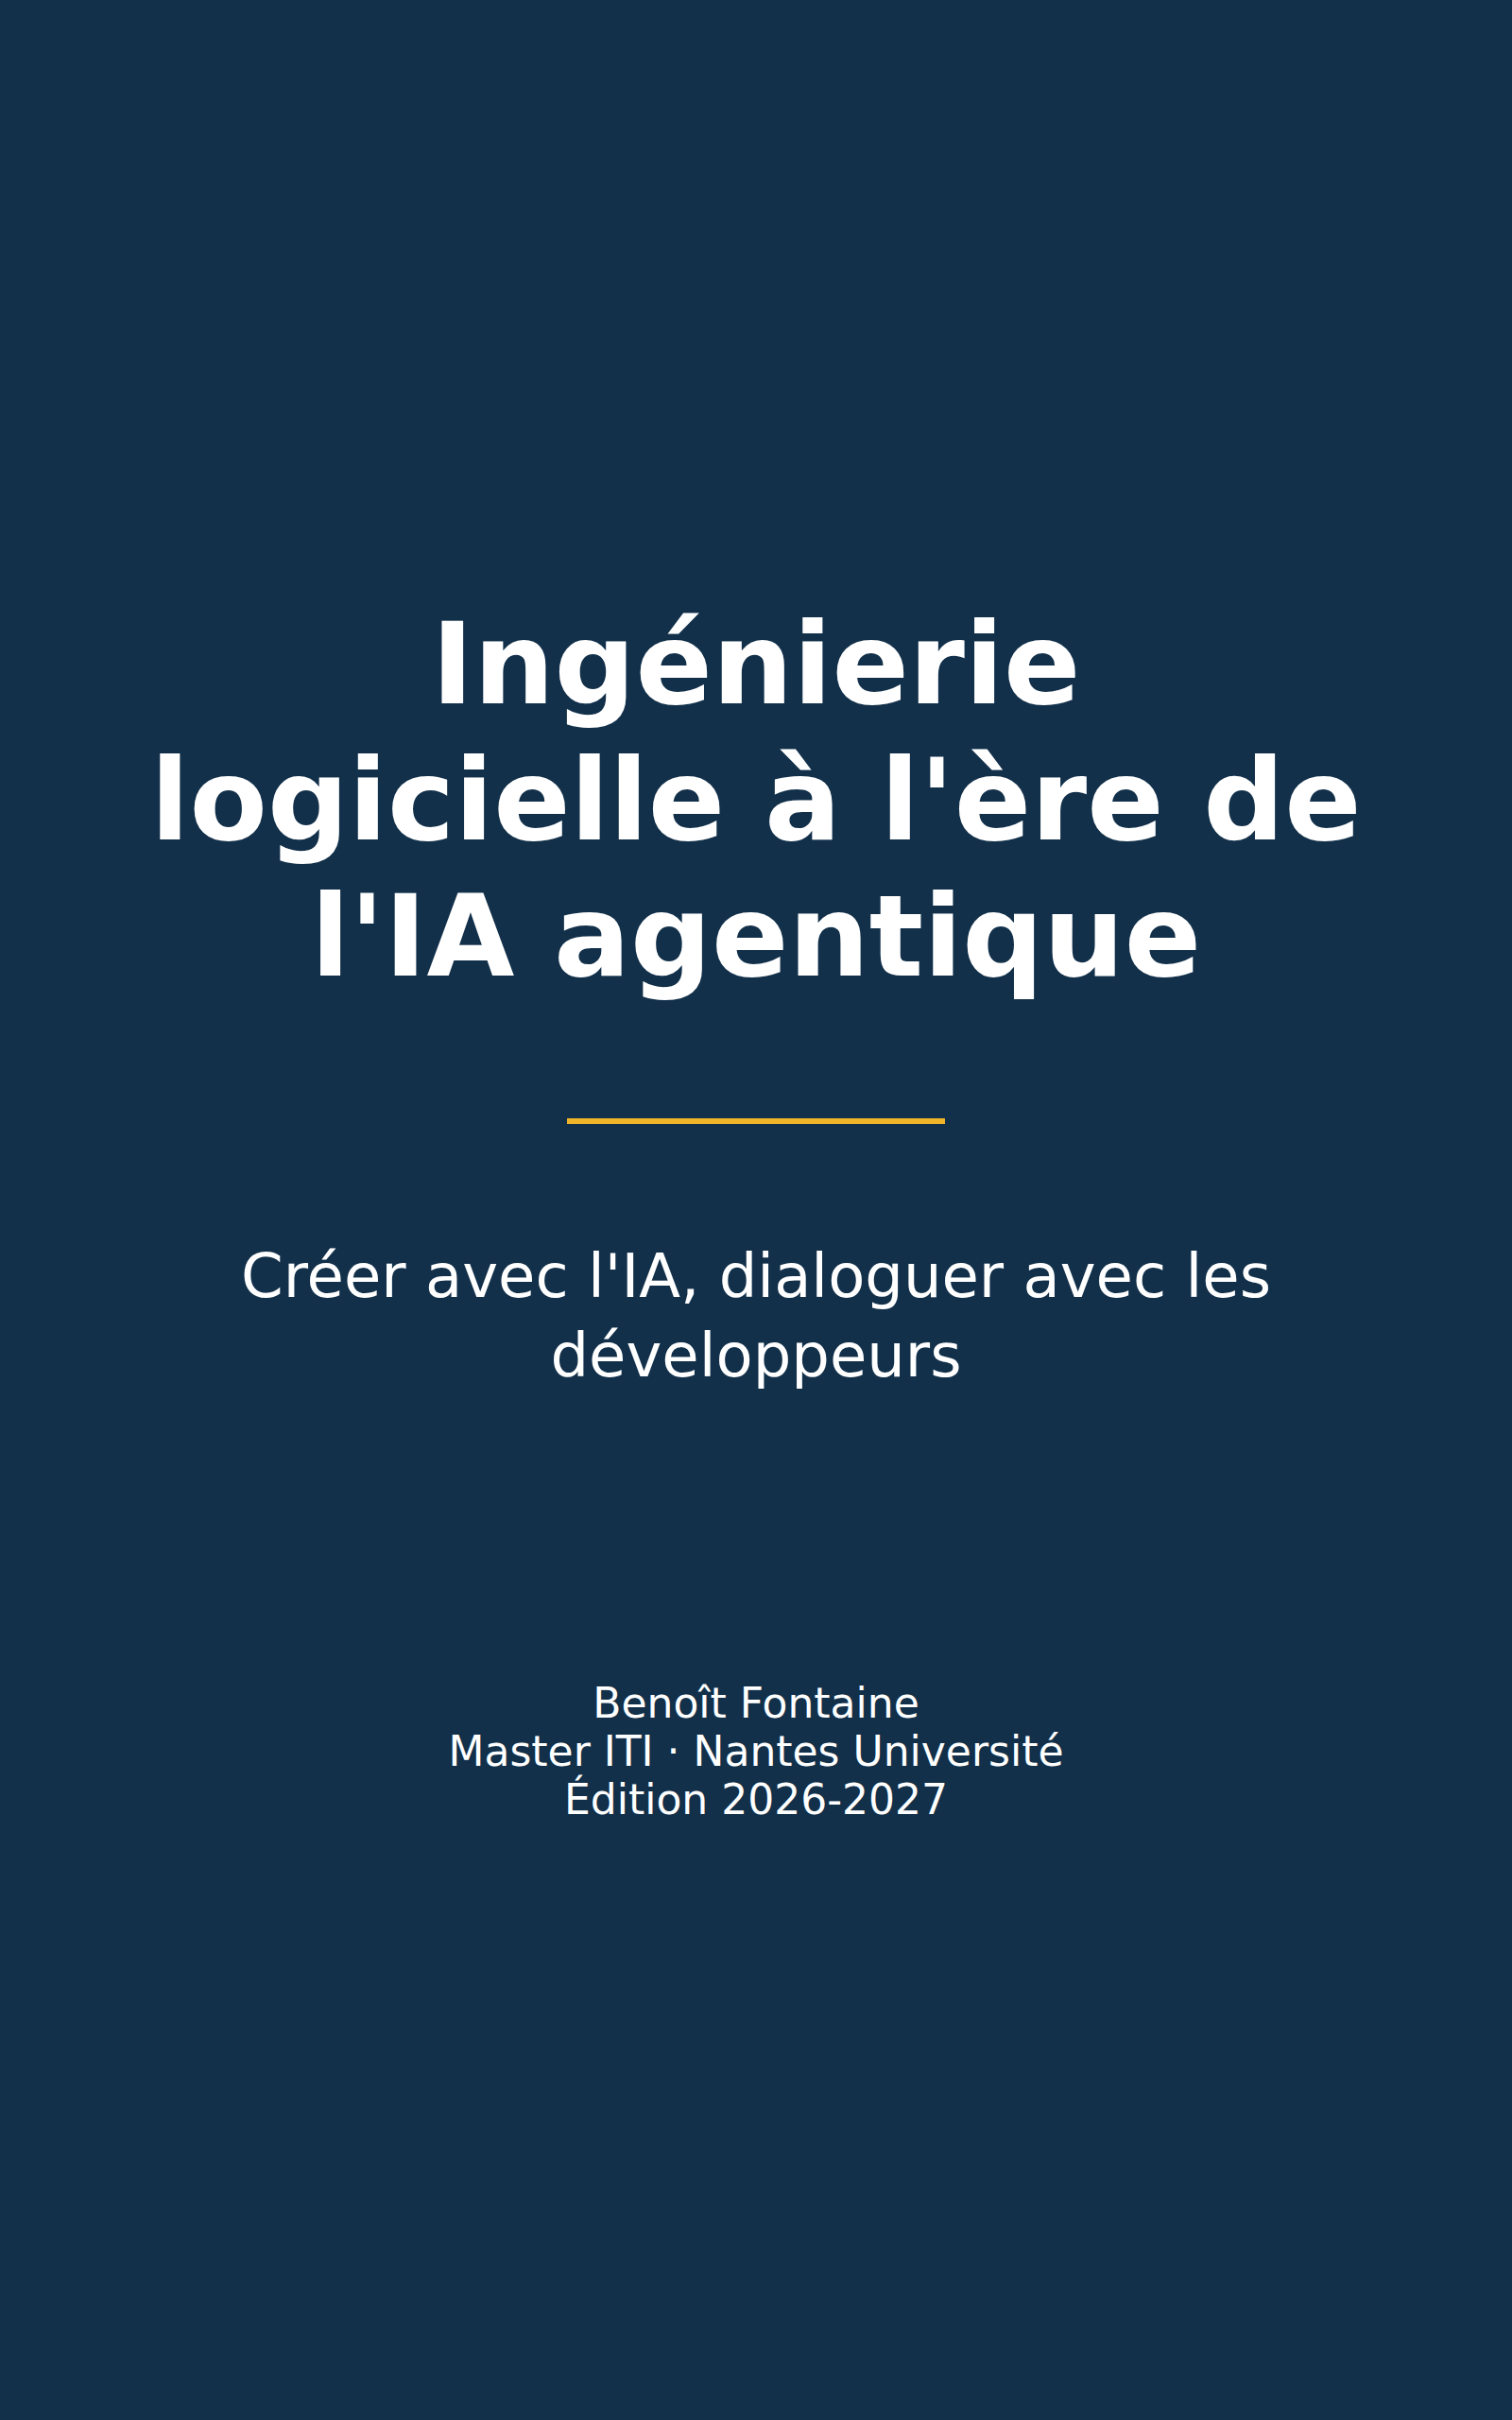 Ingénierie
logicielle à l'ère de
l'IA agentique
Créer avec l'IA, dialoguer avec les
développeurs
Benoît Fontaine
Master ITI · Nantes Université
Édition 2026-2027